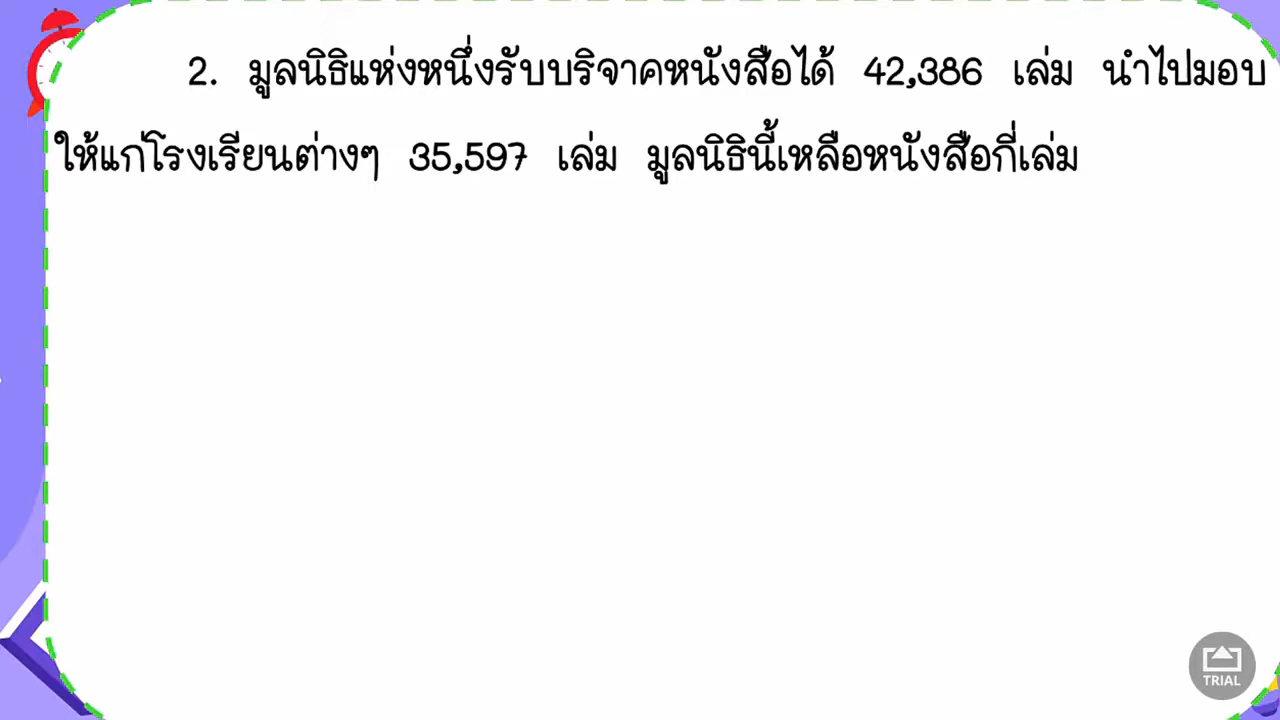 2. มูลนิธิแห่งหนึ่งรับบริจาคหนังสือได้ 42,386 เล่ม นำไปมอบ
ให้แก่โรงเรียนต่างๆ 35,597 เล่ม มูลนิธินี้เหลือหนังสือกี่เล่ม
TRIAL